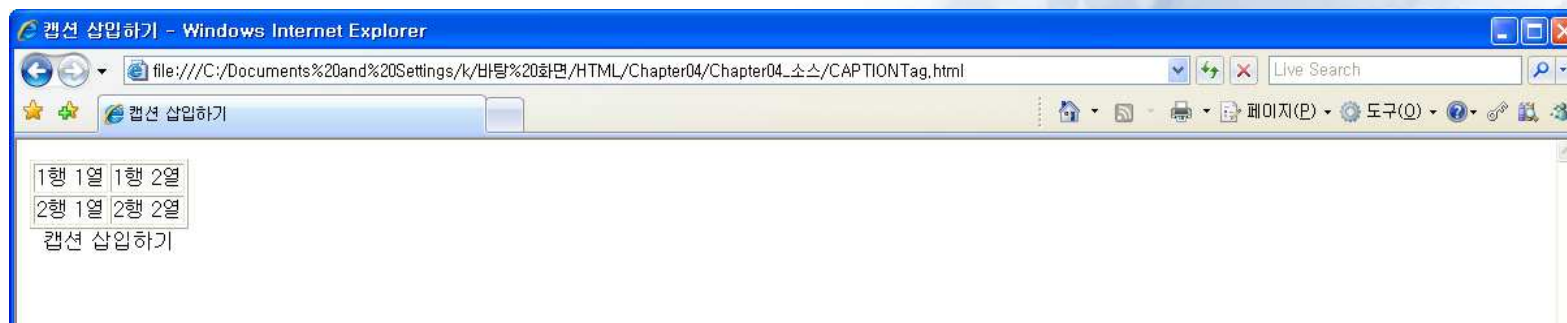 캡션 삽입하기 - Windows Internet Explorer
file:///C:/Documents%20and%20Settings/k/바탕%20화면/HTML/Chapter04/Chapter04_소스/CAPTIONTag.html
Live Search
캡션 삽입하기
페이지(P)
도구(O)
1행 1열 1행 2열
2행 1열 2행 2열
캡션 삽입하기